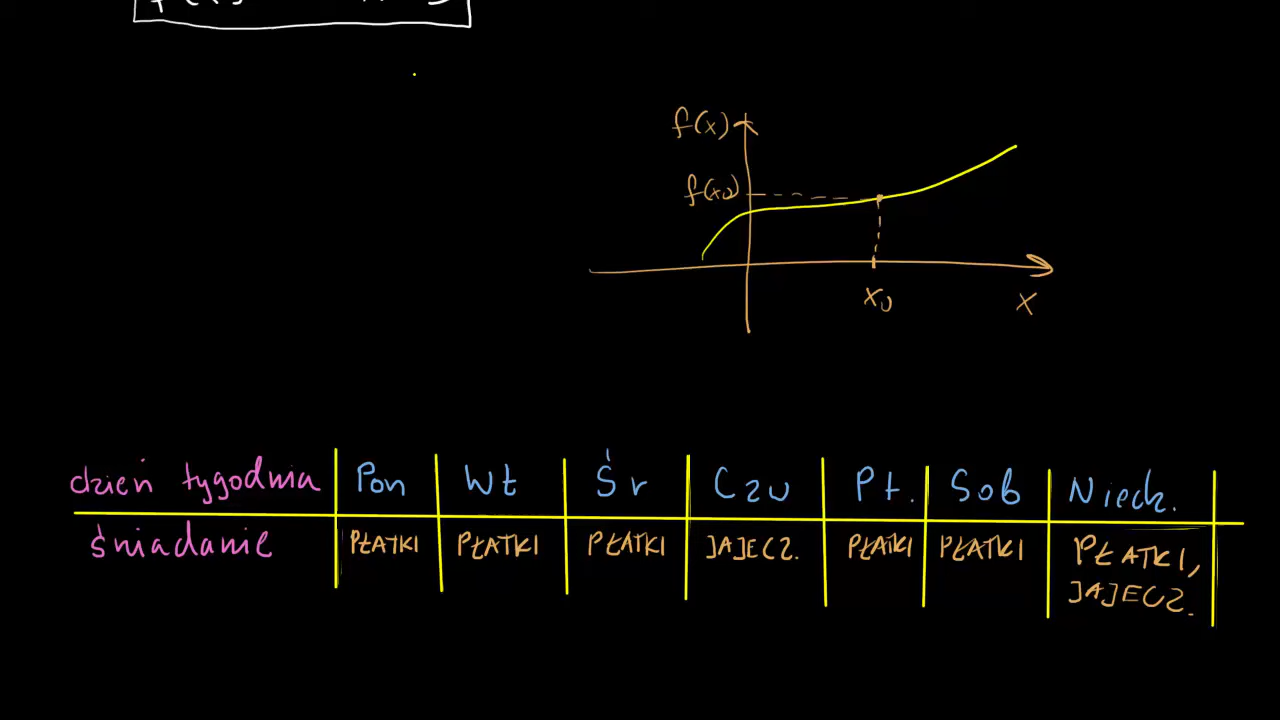 f(x)
f(x₀)
x₀
x
dzień tygodnia Pon Wt Śr Czw Pt. Sob Niedz.
śniadanie PŁATKI PŁATKI PŁATKI JAJECZ. PŁATKI PŁATKI PŁATKI,
JAJECZ.